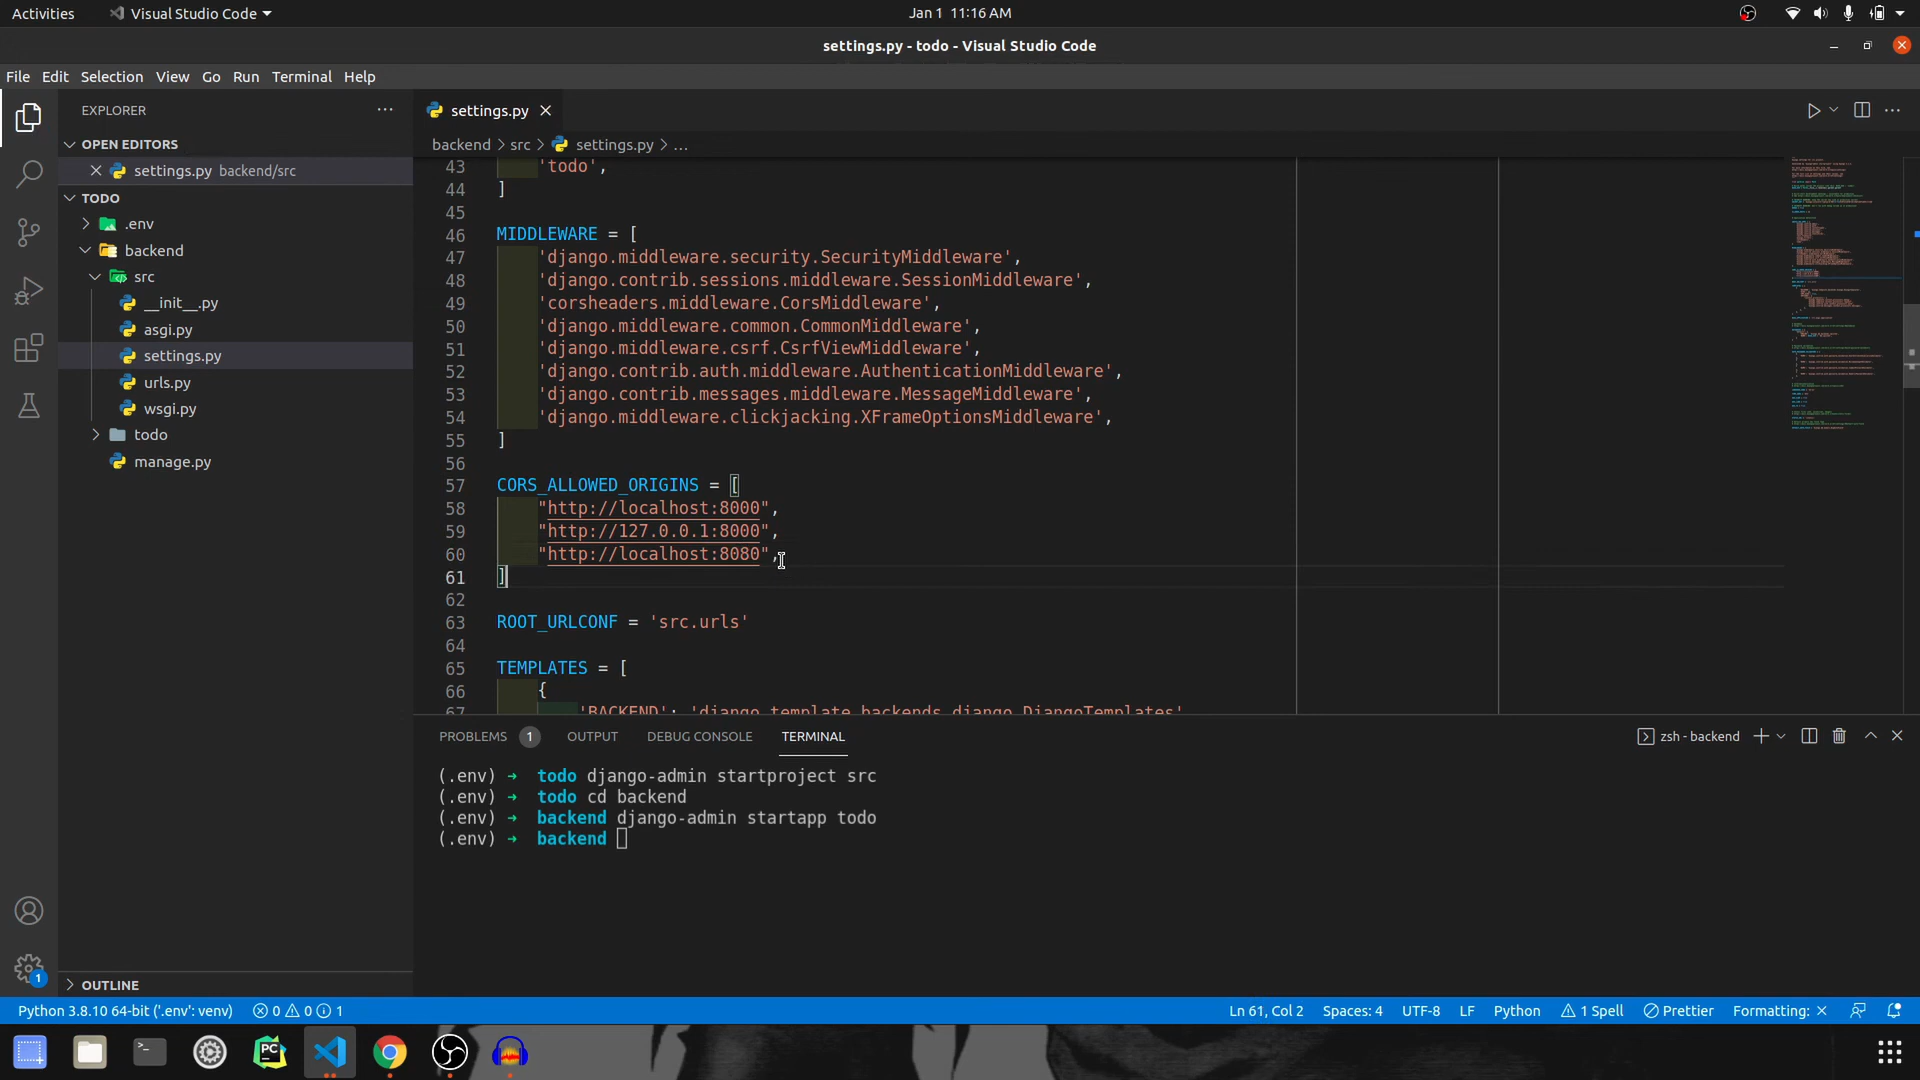 Activities
Visual Studio Code
Jan 1 11:16 AM
settings.py - todo - Visual Studio Code
File Edit Selection View Go Run Terminal Help
EXPLORER
OPEN EDITORS
settings.py backend/src
TODO
.env
backend
src
__init__.py
asgi.py
settings.py
urls.py
wsgi.py
todo
manage.py
OUTLINE
settings.py
backend > src > settings.py > ...
43 'todo',
44 ]
45
46 MIDDLEWARE = [
47 'django.middleware.security.SecurityMiddleware',
48 'django.contrib.sessions.middleware.SessionMiddleware',
49 'corsheaders.middleware.CorsMiddleware',
50 'django.middleware.common.CommonMiddleware',
51 'django.middleware.csrf.CsrfViewMiddleware',
52 'django.contrib.auth.middleware.AuthenticationMiddleware',
53 'django.contrib.messages.middleware.MessageMiddleware',
54 'django.middleware.clickjacking.XFrameOptionsMiddleware',
55 ]
56
57 CORS_ALLOWED_ORIGINS = [
58 "http://localhost:8000",
59 "http://127.0.0.1:8000",
60 "http://localhost:8080",
61 ]
62
63 ROOT_URLCONF = 'src.urls'
64
65 TEMPLATES = [
66 {
67 'BACKEND': 'django.template.backends.django.DjangoTemplates'
PROBLEMS 1 OUTPUT DEBUG CONSOLE TERMINAL
zsh - backend
(.env) → todo django-admin startproject src
(.env) → todo cd backend
(.env) → backend django-admin startapp todo
(.env) → backend
1
Python 3.8.10 64-bit ('.env': venv) 0 0 1
Ln 61, Col 2 Spaces: 4 UTF-8 LF Python 1 Spell Prettier Formatting: ×
PC